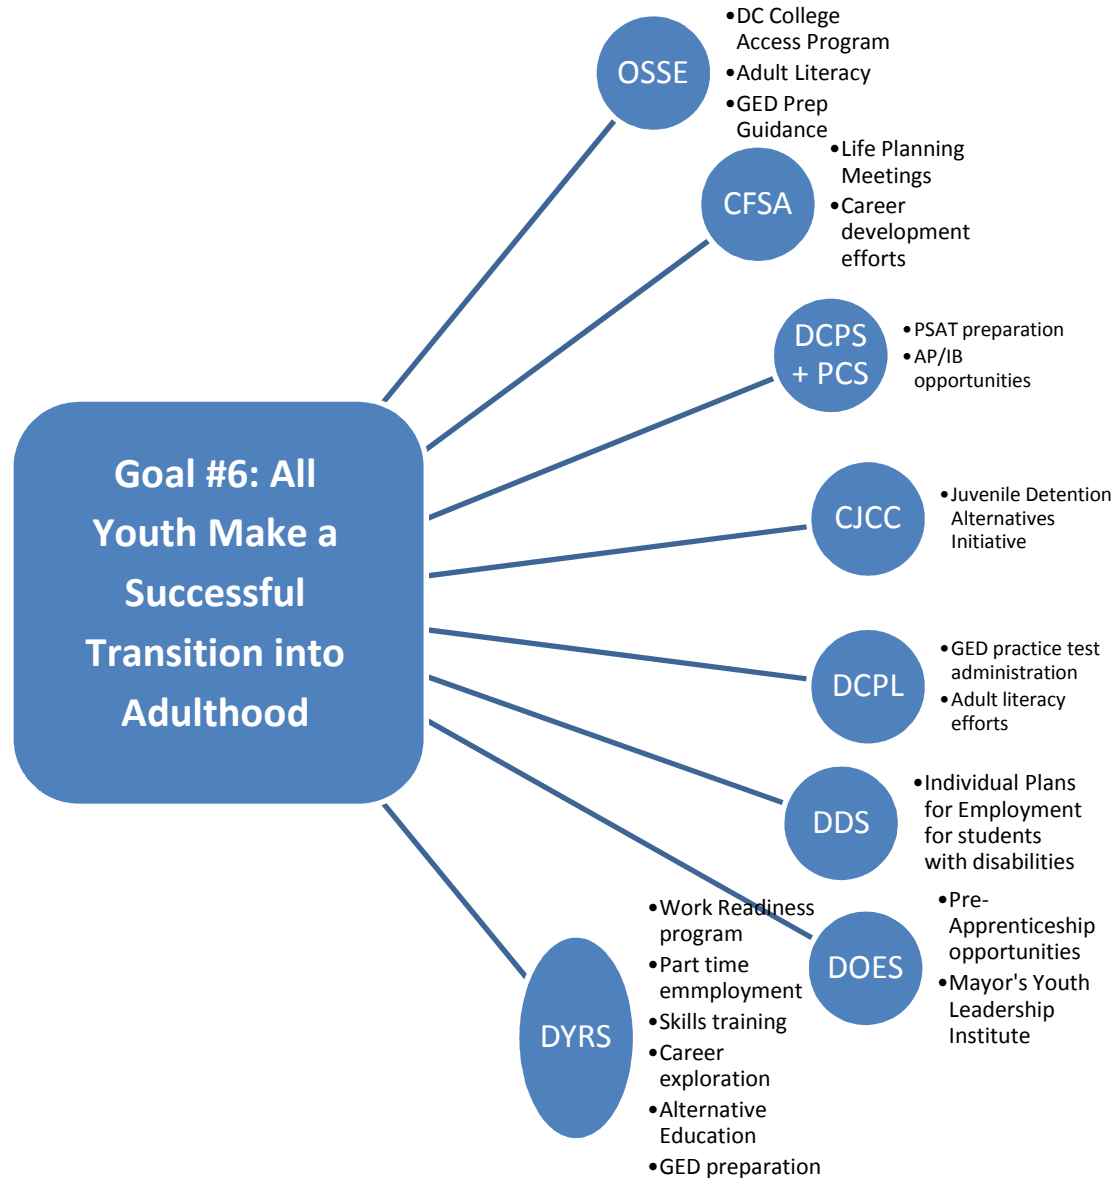 Goal #6: All
Youth Make a
Successful
Transition into
Adulthood
OSSE
•DC College
Access Program
•Adult Literacy
•GED Prep
Guidance
CFSA
•Life Planning
Meetings
•Career
development
efforts
DCPS
+ PCS
•PSAT preparation
•AP/IB
opportunities
CJCC
•Juvenile Detention
Alternatives
Initiative
DCPL
•GED practice test
administration
•Adult literacy
efforts
DDS
•Individual Plans
for Employment
for students
with disabilities
DOES
•Pre-
Apprenticeship
opportunities
•Mayor's Youth
Leadership
Institute
DYRS
•Work Readiness
program
•Part time
emmployment
•Skills training
•Career
exploration
•Alternative
Education
•GED preparation